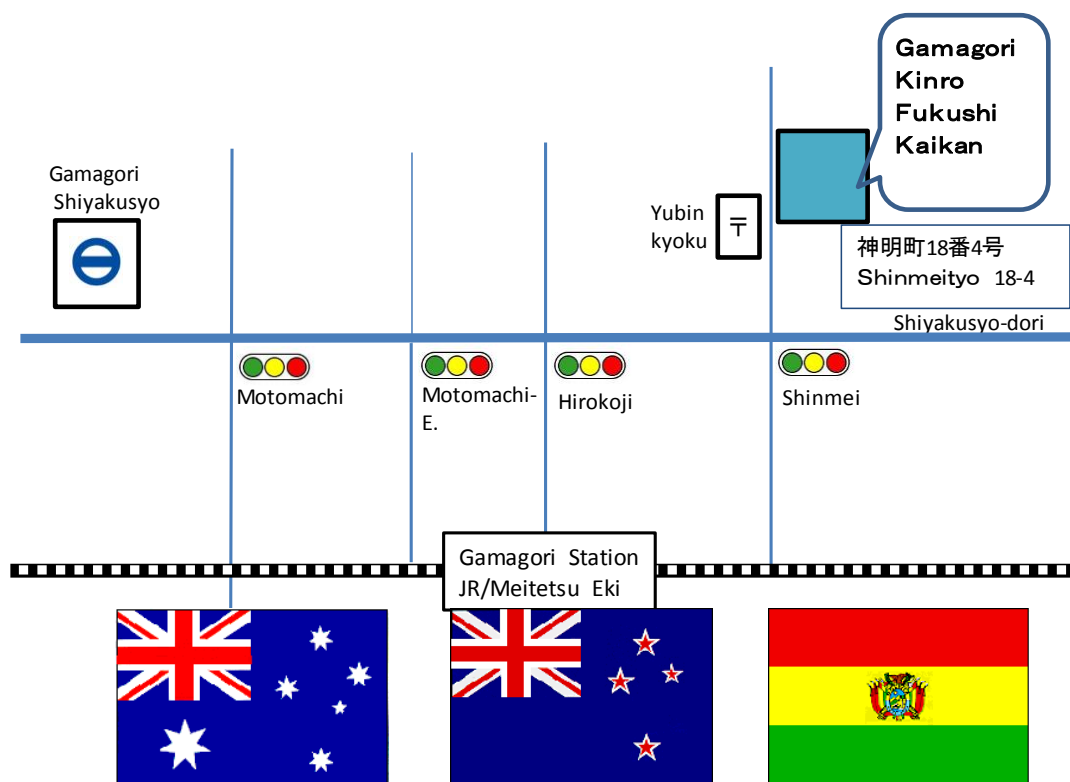 Gamagori
Kinro
Fukushi
Kaikan
Gamagori
Shiyakusyo
Yubin
kyoku
〒
神明町18番4号
Shinmeityo 18-4
Shiyakusyo-dori
Motomachi
Motomachi-
E.
Hirokoji
Shinmei
Gamagori Station
JR/Meitetsu Eki